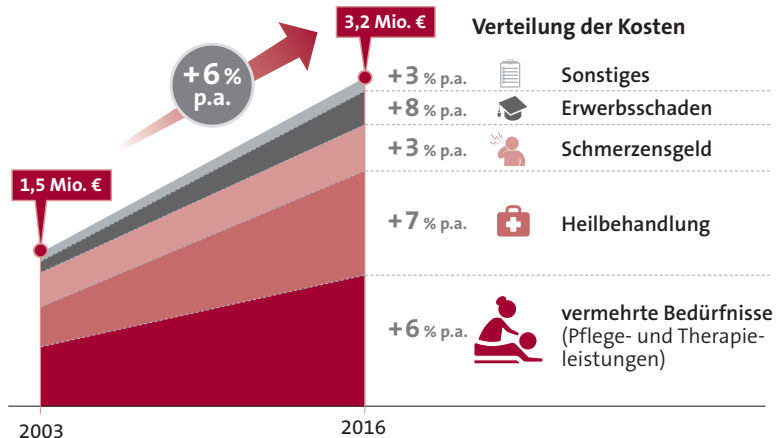 3,2 Mio. €
Verteilung der Kosten
+6 %
p.a.
+3 % p.a. Sonstiges
+8 % p.a. Erwerbsschaden
+3 % p.a. Schmerzensgeld
1,5 Mio. €
+7 % p.a. Heilbehandlung
+6 % p.a. vermehrte Bedürfnisse
(Pflege- und Therapie-
leistungen)
2003
2016